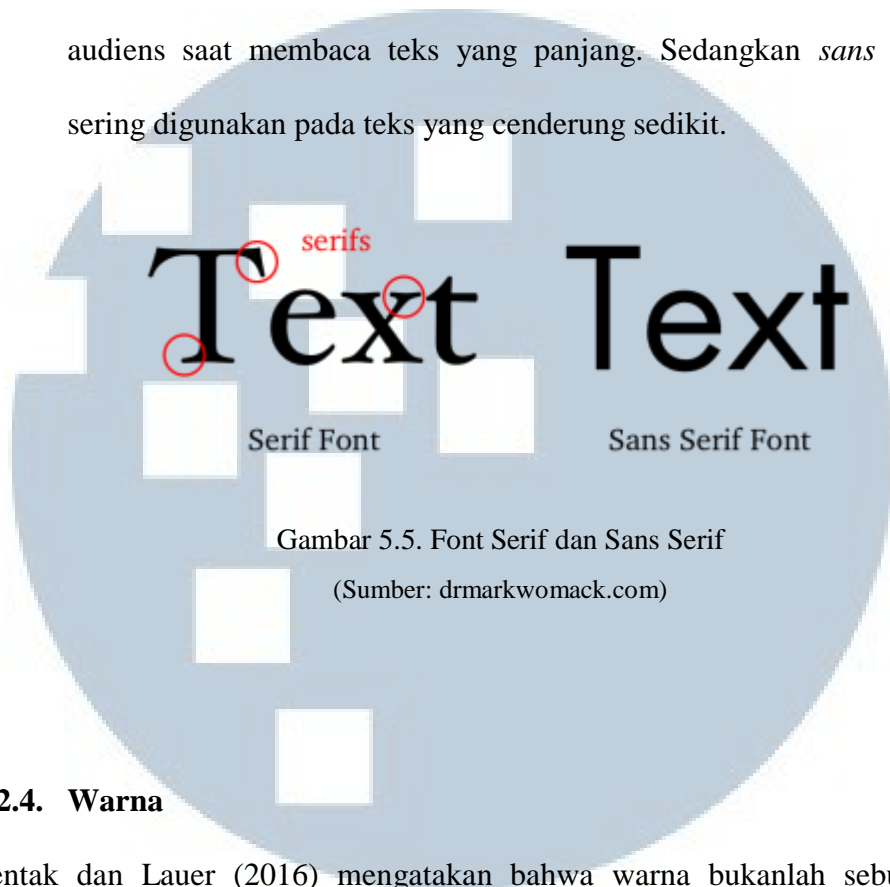 audiens saat membaca teks yang panjang. Sedangkan sans
sering digunakan pada teks yang cenderung sedikit.
serifs
Text Text
Serif Font Sans Serif Font
Gambar 5.5. Font Serif dan Sans Serif
(Sumber: drmarkwomack.com)
2.4. Warna
entak dan Lauer (2016) mengatakan bahwa warna bukanlah seb